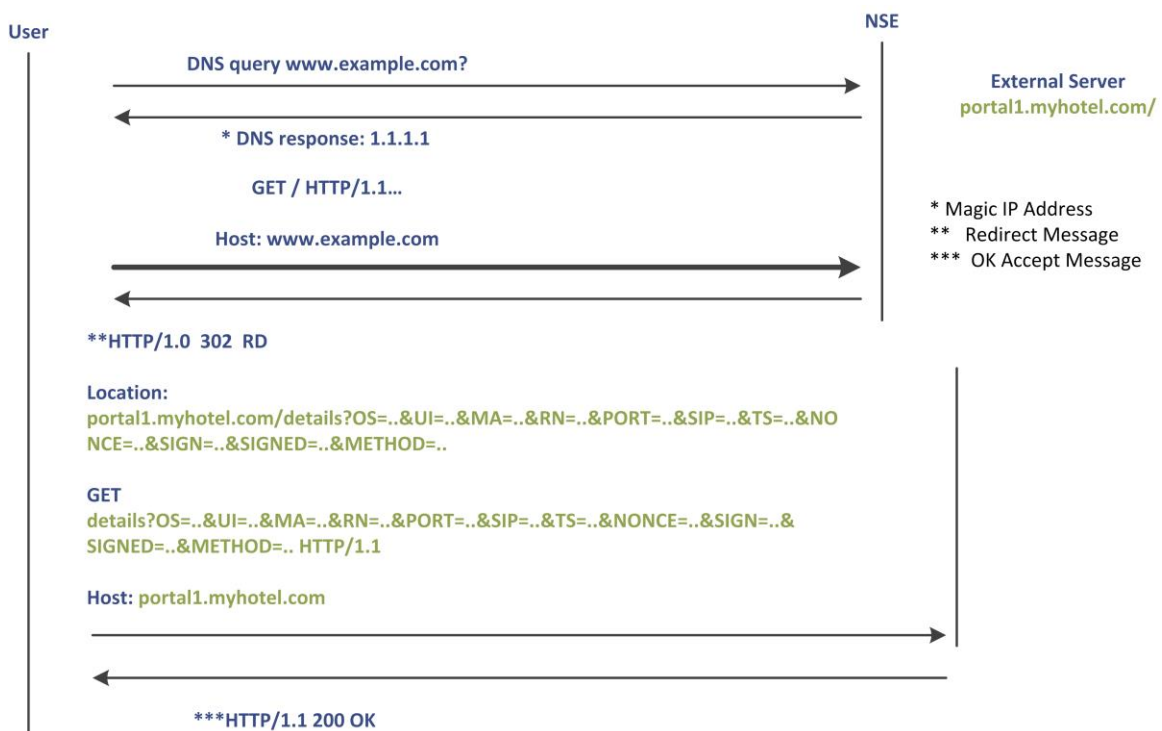 User
NSE
DNS query www.example.com?
External Server
portal1.myhotel.com/
* DNS response: 1.1.1.1
GET / HTTP/1.1...
Host: www.example.com
* Magic IP Address
** Redirect Message
*** OK Accept Message
**HTTP/1.0 302 RD
Location:
portal1.myhotel.com/details?OS=..&UI=..&MA=..&RN=..&PORT=..&SIP=..&TS=..&NO
NCE=..&SIGN=..&SIGNED=..&METHOD=..
GET
details?OS=..&UI=..&MA=..&RN=..&PORT=..&SIP=..&TS=..&NONCE=..&SIGN=..&
SIGNED=..&METHOD=.. HTTP/1.1
Host: portal1.myhotel.com
***HTTP/1.1 200 OK